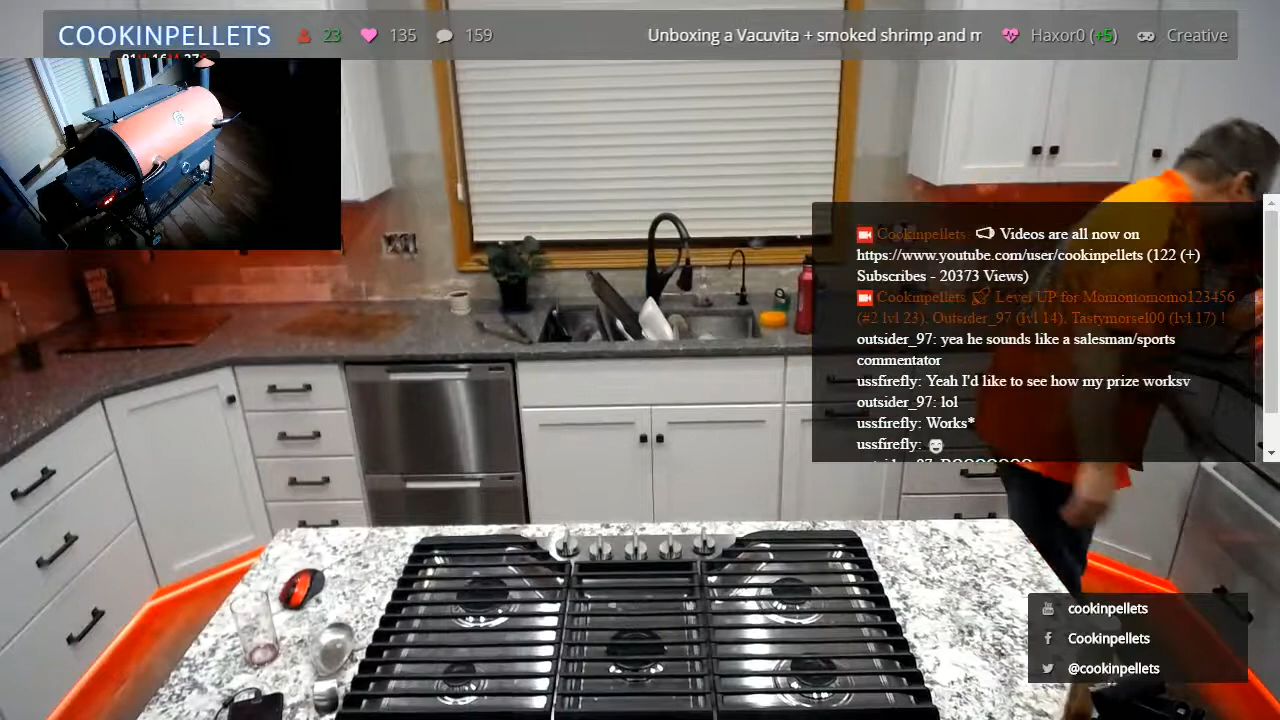 COOKINPELLETS 23 135 159 Unboxing a Vacuvita + smoked shrimp and m Haxor0 (+5) Creative
Cookinpellets Videos are all now on
https://www.youtube.com/user/cookinpellets (122 (+)
Subscribes - 20373 Views)
Cookinpellets Level UP for Momomomomo123456
(#2 lvl 23), Outsider_97 (lvl 14), Tastymorsel00 (lvl 17) !
outsider_97: yea he sounds like a salesman/sports
commentator
ussfirefly: Yeah I'd like to see how my prize worksv
outsider_97: lol
ussfirefly: Works*
ussfirefly:
cookinpellets
Cookinpellets
@cookinpellets